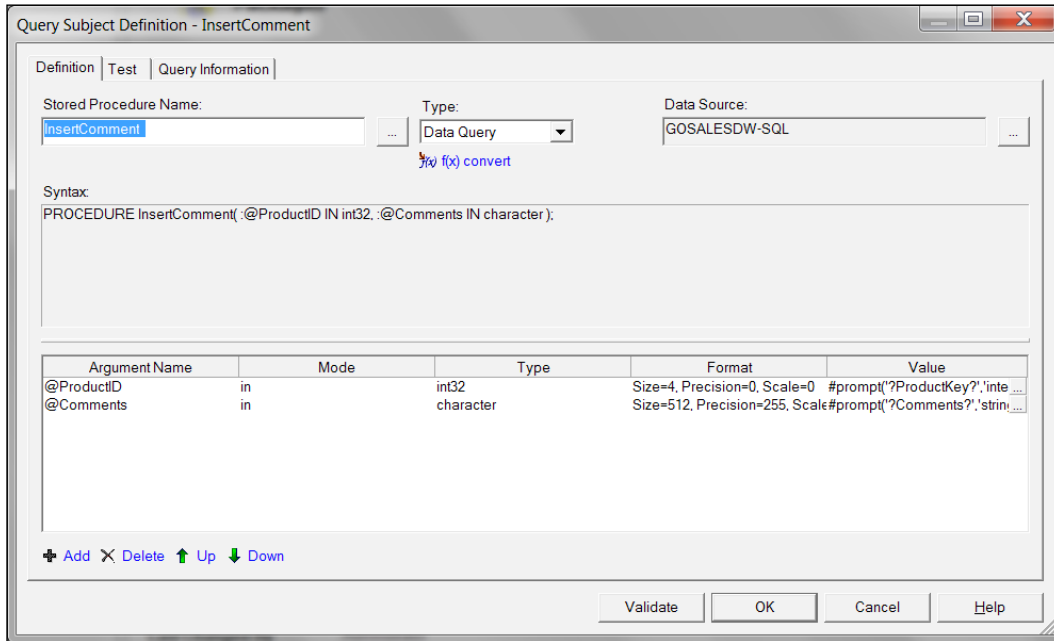 Query Subject Definition - InsertComment
Definition Test Query Information
Stored Procedure Name: Type: Data Source:
InsertComment ... Data Query GOSALESDW-SQL ...
f(x) f(x) convert
Syntax:
PROCEDURE InsertComment( :@ProductID IN int32, :@Comments IN character );
Argument Name Mode Type Format Value
@ProductID in int32 Size=4, Precision=0, Scale=0 #prompt('?ProductKey?','inte ...
@Comments in character Size=512, Precision=255, Scale #prompt('?Comments?','string ...
Add Delete Up Down
Validate OK Cancel Help